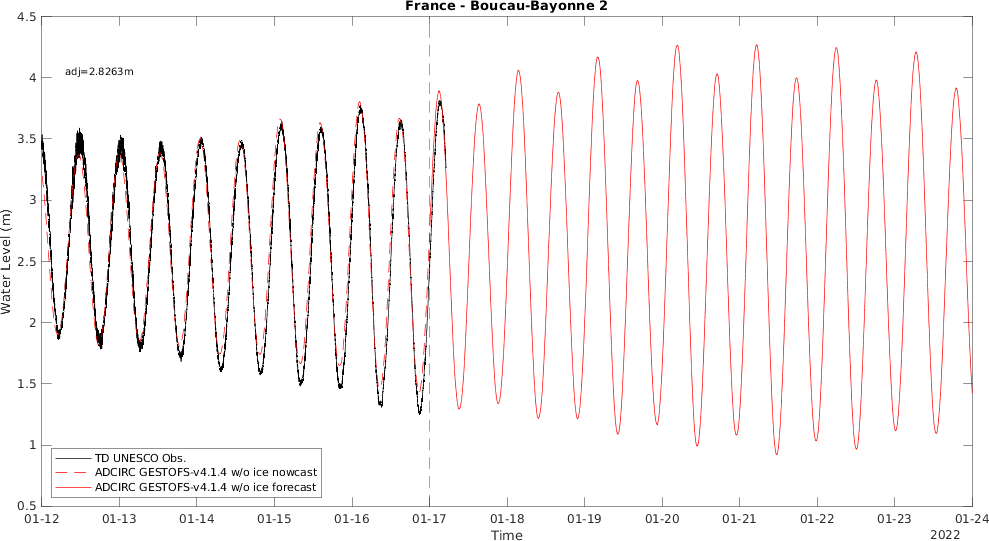 France - Boucau-Bayonne 2
adj=2.8263m
Water Level (m)
4.5
4
3.5
3
2.5
2
1.5
1
0.5
TD UNESCO Obs.
ADCIRC GESTOFS-v4.1.4 w/o ice nowcast
ADCIRC GESTOFS-v4.1.4 w/o ice forecast
01-12 01-13 01-14 01-15 01-16 01-17 01-18 01-19 01-20 01-21 01-22 01-23 01-24
Time
2022